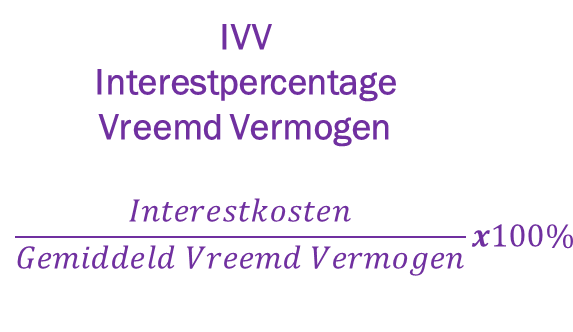 IVV
Interestpercentage
Vreemd Vermogen
Interestkosten
Gemiddeld Vreemd Vermogen
x100%